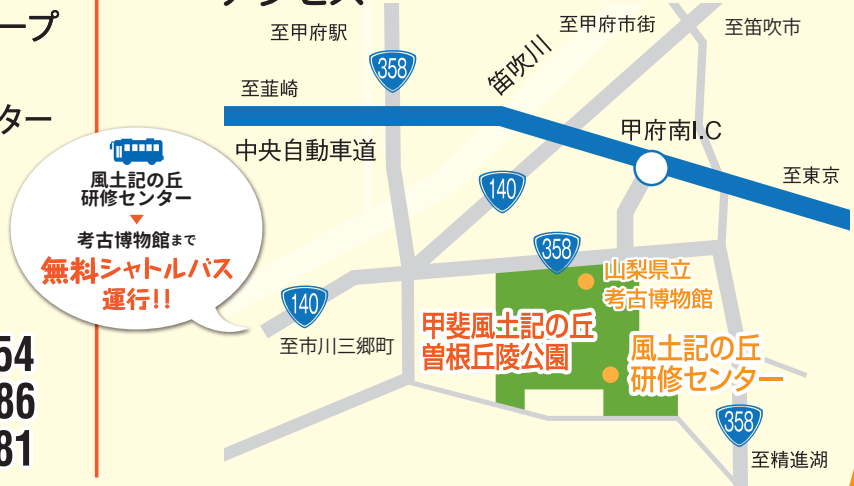 ープ
ター
54
86
81
風土記の丘
研修センター
考古博物館まで
無料シャトルバス
運行!!
アクセス
至甲府駅
至甲府市街
至笛吹市
358
笛吹川
至韮崎
甲府南I.C
中央自動車道
至東京
140
358
山梨県立
考古博物館
140
甲斐風土記の丘
曽根丘陵公園
至市川三郷町
風土記の丘
研修センター
358
至精進湖